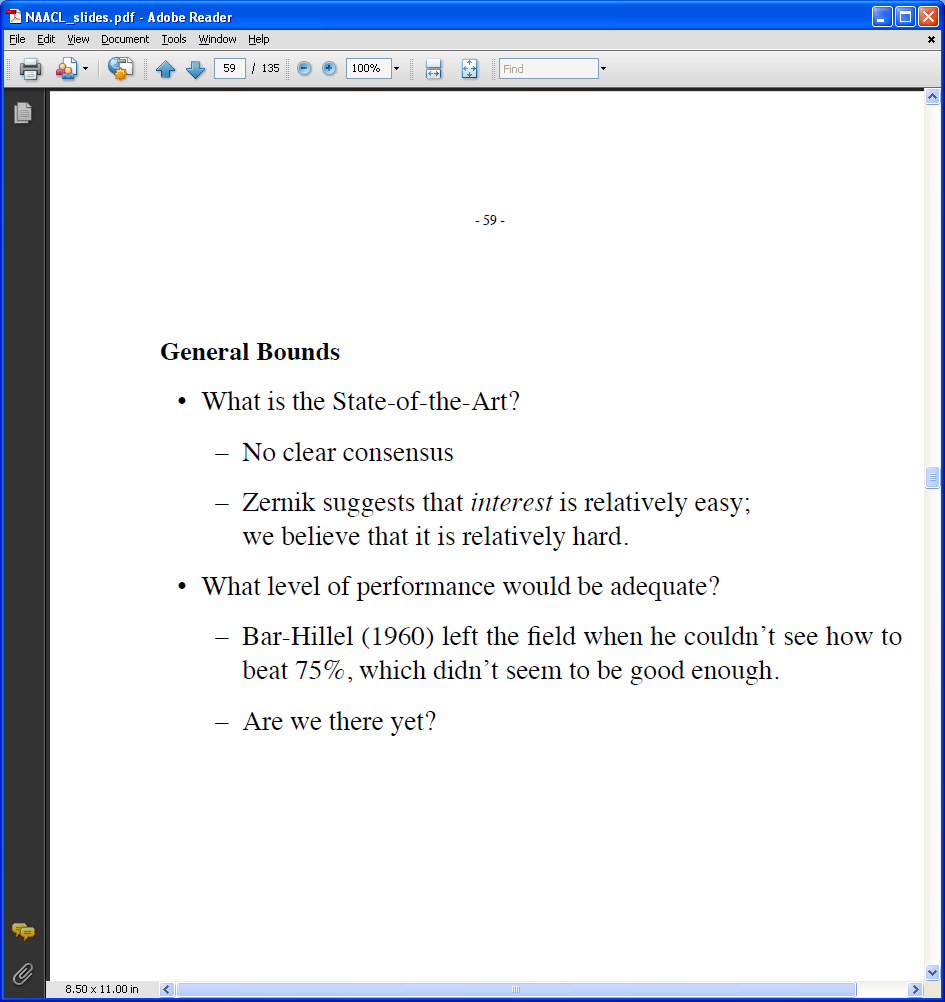 NAACL_slides.pdf - Adobe Reader
File Edit View Document Tools Window Help
59 / 135 100% Find
- 59 -
General Bounds
• What is the State-of-the-Art?
– No clear consensus
– Zernik suggests that interest is relatively easy;
we believe that it is relatively hard.
• What level of performance would be adequate?
– Bar-Hillel (1960) left the field when he couldn't see how to
beat 75%, which didn't seem to be good enough.
– Are we there yet?
8.50 x 11.00 in